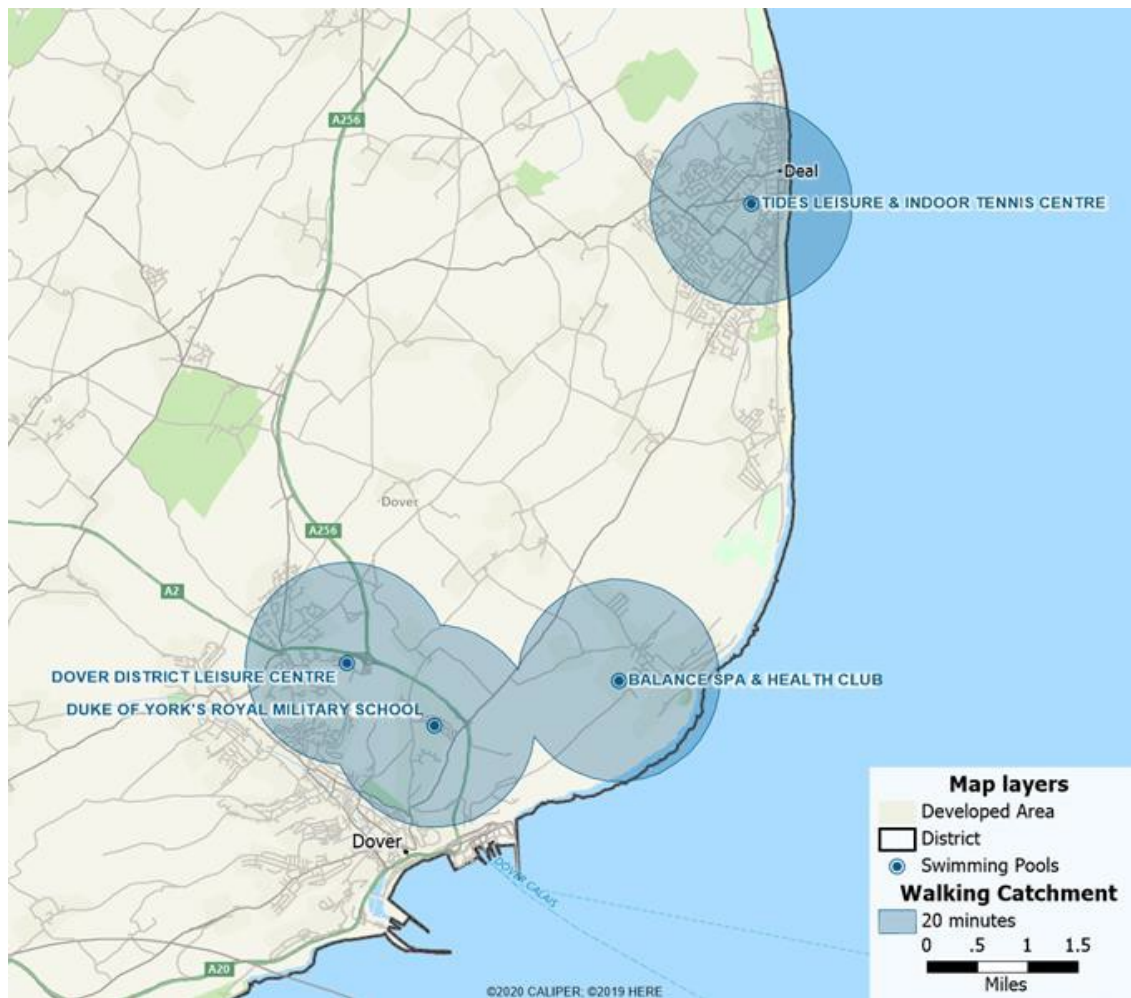 A256
Deal
TIDES LEISURE & INDOOR TENNIS CENTRE
Dover
A256
A2
DOVER DISTRICT LEISURE CENTRE
BALANCE SPA & HEALTH CLUB
DUKE OF YORK'S ROYAL MILITARY SCHOOL
Dover
DOVER CALAIS
A20
Map layers
Developed Area
District
Swimming Pools
Walking Catchment
20 minutes
0 .5 1 1.5
Miles
©2020 CALIPER; ©2019 HERE